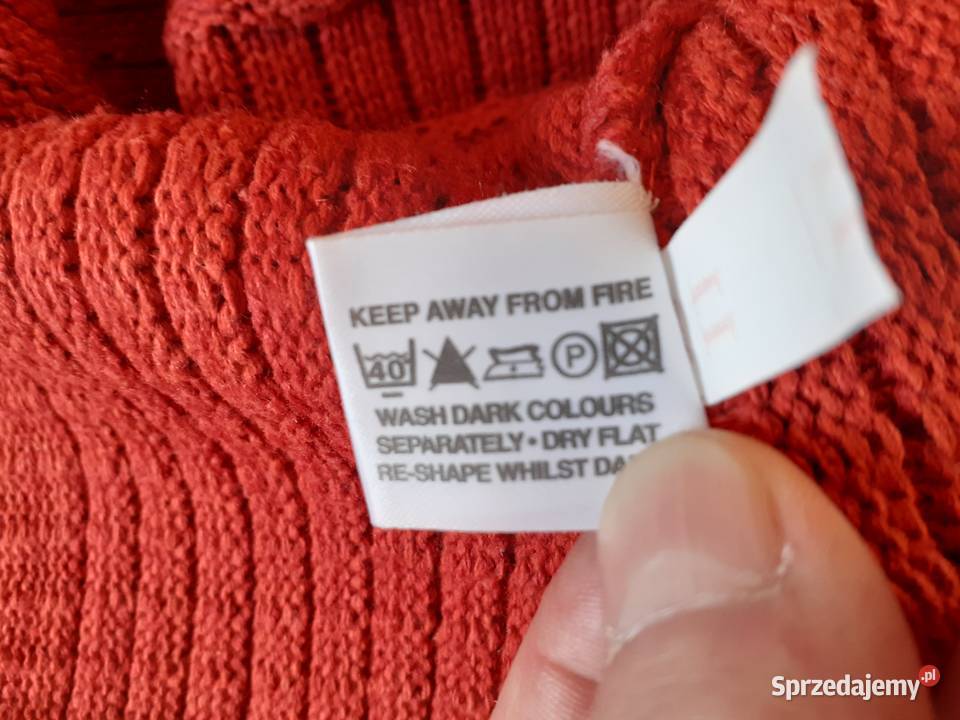 KEEP AWAY FROM FIRE
40 P
WASH DARK COLOURS
SEPARATELY • DRY FLAT
RE-SHAPE WHILST
Sprzedajemy.pl